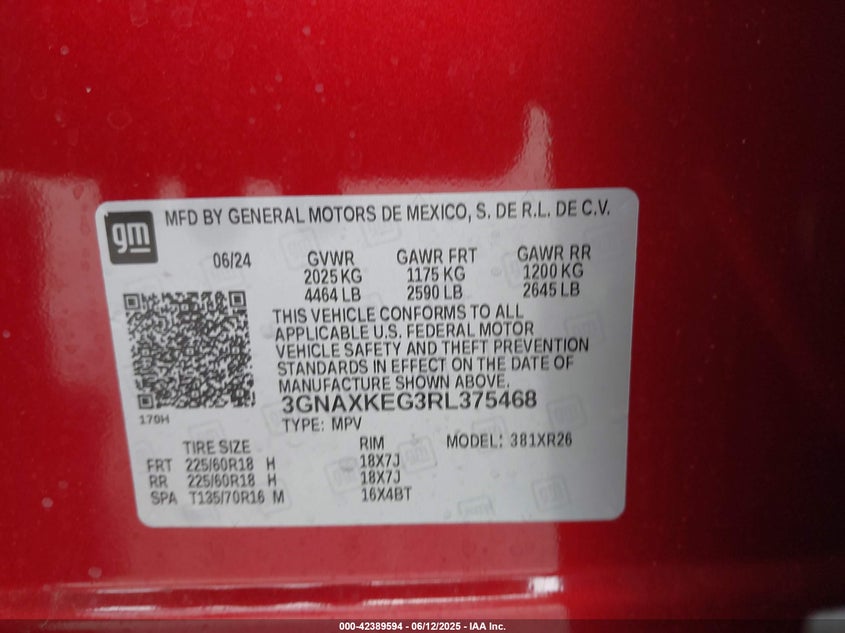 gm
MFD BY GENERAL MOTORS DE MEXICO, S. DE R.L. DE C.V.
06/24 GVWR GAWR FRT GAWR RR
2025 KG 1175 KG 1200 KG
4464 LB 2590 LB 2645 LB
THIS VEHICLE CONFORMS TO ALL
APPLICABLE U.S. FEDERAL MOTOR
VEHICLE SAFETY AND THEFT PREVENTION
STANDARDS IN EFFECT ON THE DATE OF
MANUFACTURE SHOWN ABOVE.
3GNAXKEG3RL375468
170H
TYPE: MPV
TIRE SIZE RIM MODEL: 381XR26
FRT 225/60R18 H 18X7J
RR 225/60R18 H 18X7J
SPA T135/70R16 M 16X4BT
000-42389594 - 06/12/2025 - IAA Inc.